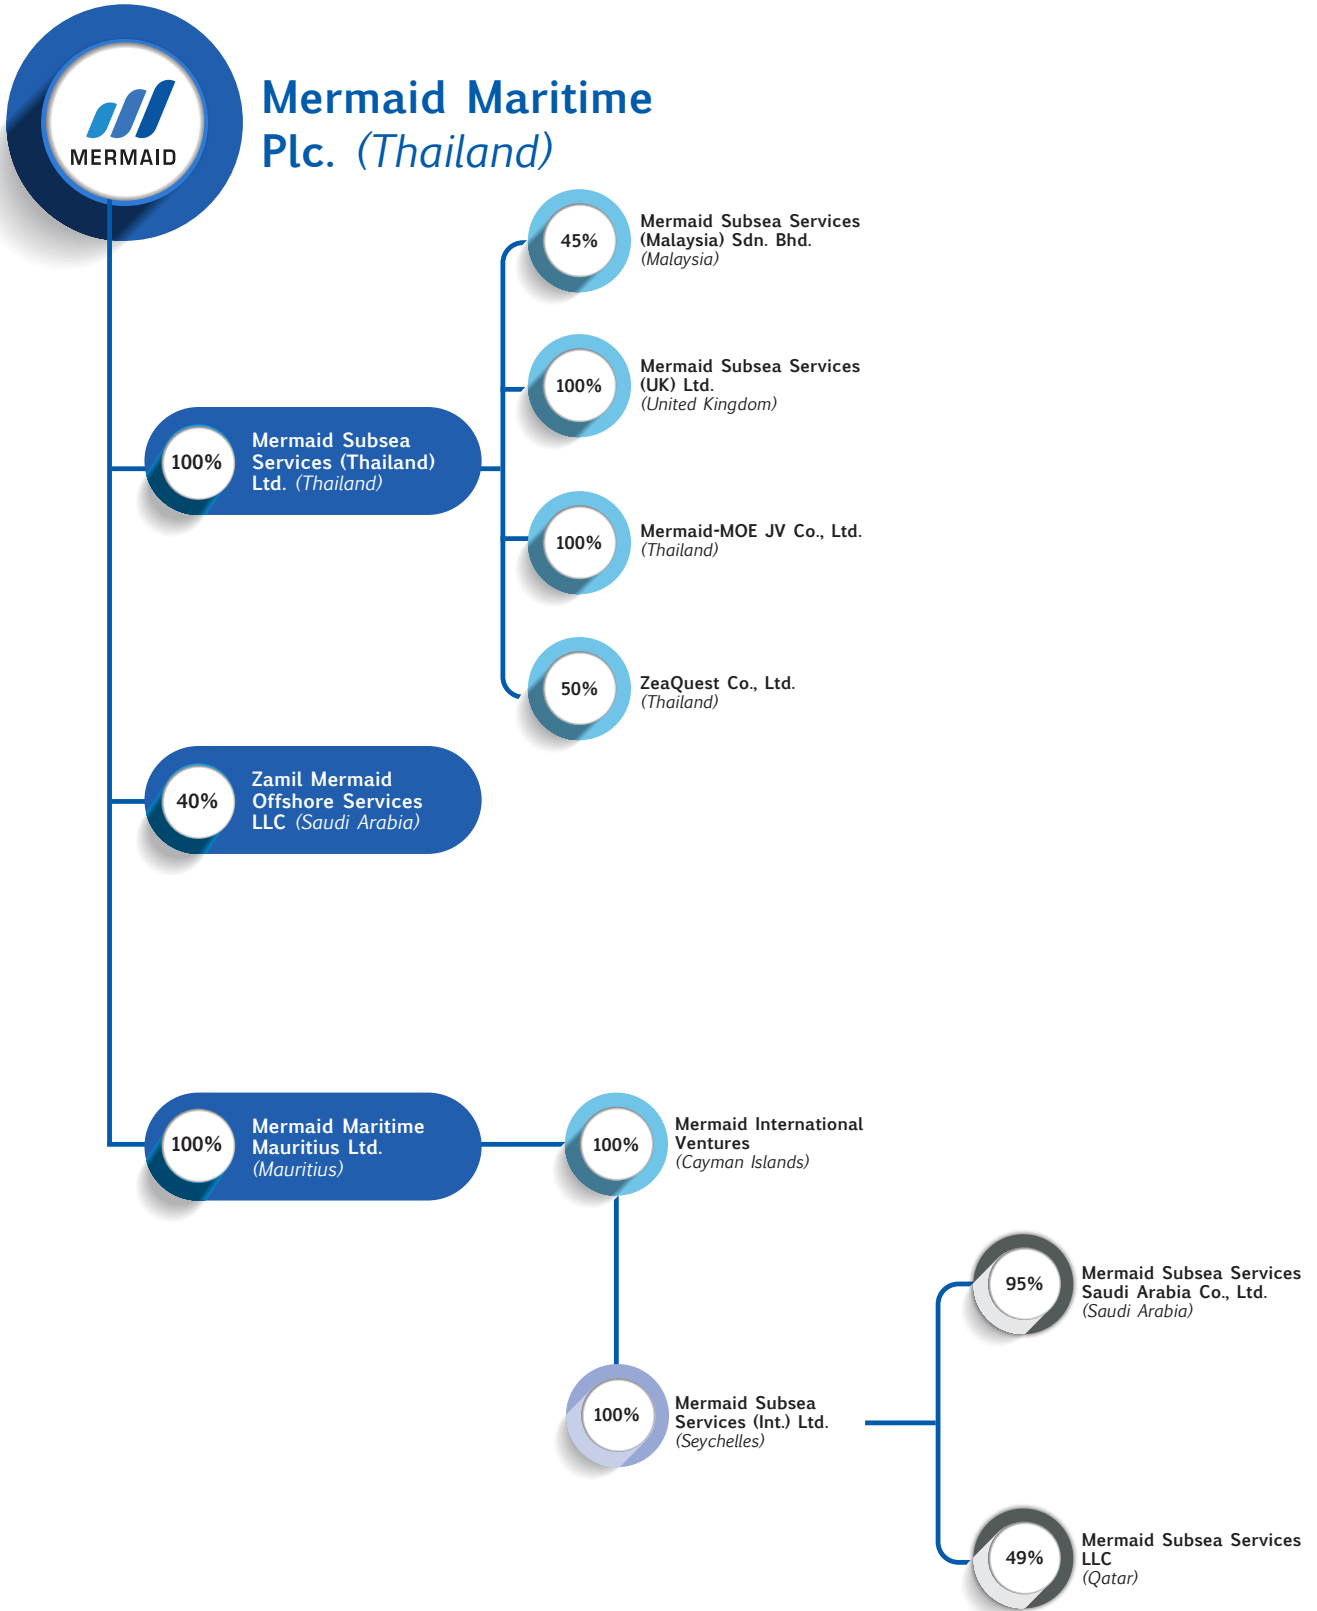 MERMAID
Mermaid Maritime
Plc. (Thailand)
45%
Mermaid Subsea Services
(Malaysia) Sdn. Bhd.
(Malaysia)
100%
Mermaid Subsea Services
(UK) Ltd.
(United Kingdom)
100%
Mermaid Subsea
Services (Thailand)
Ltd. (Thailand)
100%
Mermaid-MOE JV Co., Ltd.
(Thailand)
50%
ZeaQuest Co., Ltd.
(Thailand)
40%
Zamil Mermaid
Offshore Services
LLC (Saudi Arabia)
100%
Mermaid Maritime
Mauritius Ltd.
(Mauritius)
100%
Mermaid International
Ventures
(Cayman Islands)
95%
Mermaid Subsea Services
Saudi Arabia Co., Ltd.
(Saudi Arabia)
100%
Mermaid Subsea
Services (Int.) Ltd.
(Seychelles)
49%
Mermaid Subsea Services
LLC
(Qatar)